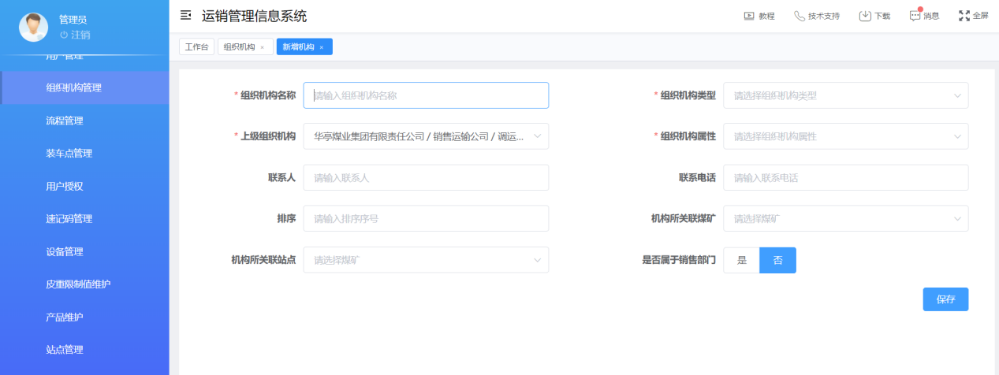 管理员
注销
用户管理
组织机构管理
流程管理
装车点管理
用户授权
速记码管理
设备管理
皮重限制值维护
产品维护
站点管理
运销管理信息系统
教程 技术支持 下载 消息 全屏
工作台 组织机构 × 新增机构 ×
* 组织机构名称 请输入组织机构名称 * 组织机构类型 请选择组织机构类型
* 上级组织机构 华亭煤业集团有限责任公司 / 销售运输公司 / 调运... * 组织机构属性 请选择组织机构属性
联系人 请输入联系人 联系电话 请输入联系电话
排序 请输入排序序号 机构所关联煤矿 请选择煤矿
机构所关联站点 请选择煤矿 是否属于销售部门 是 否
保存